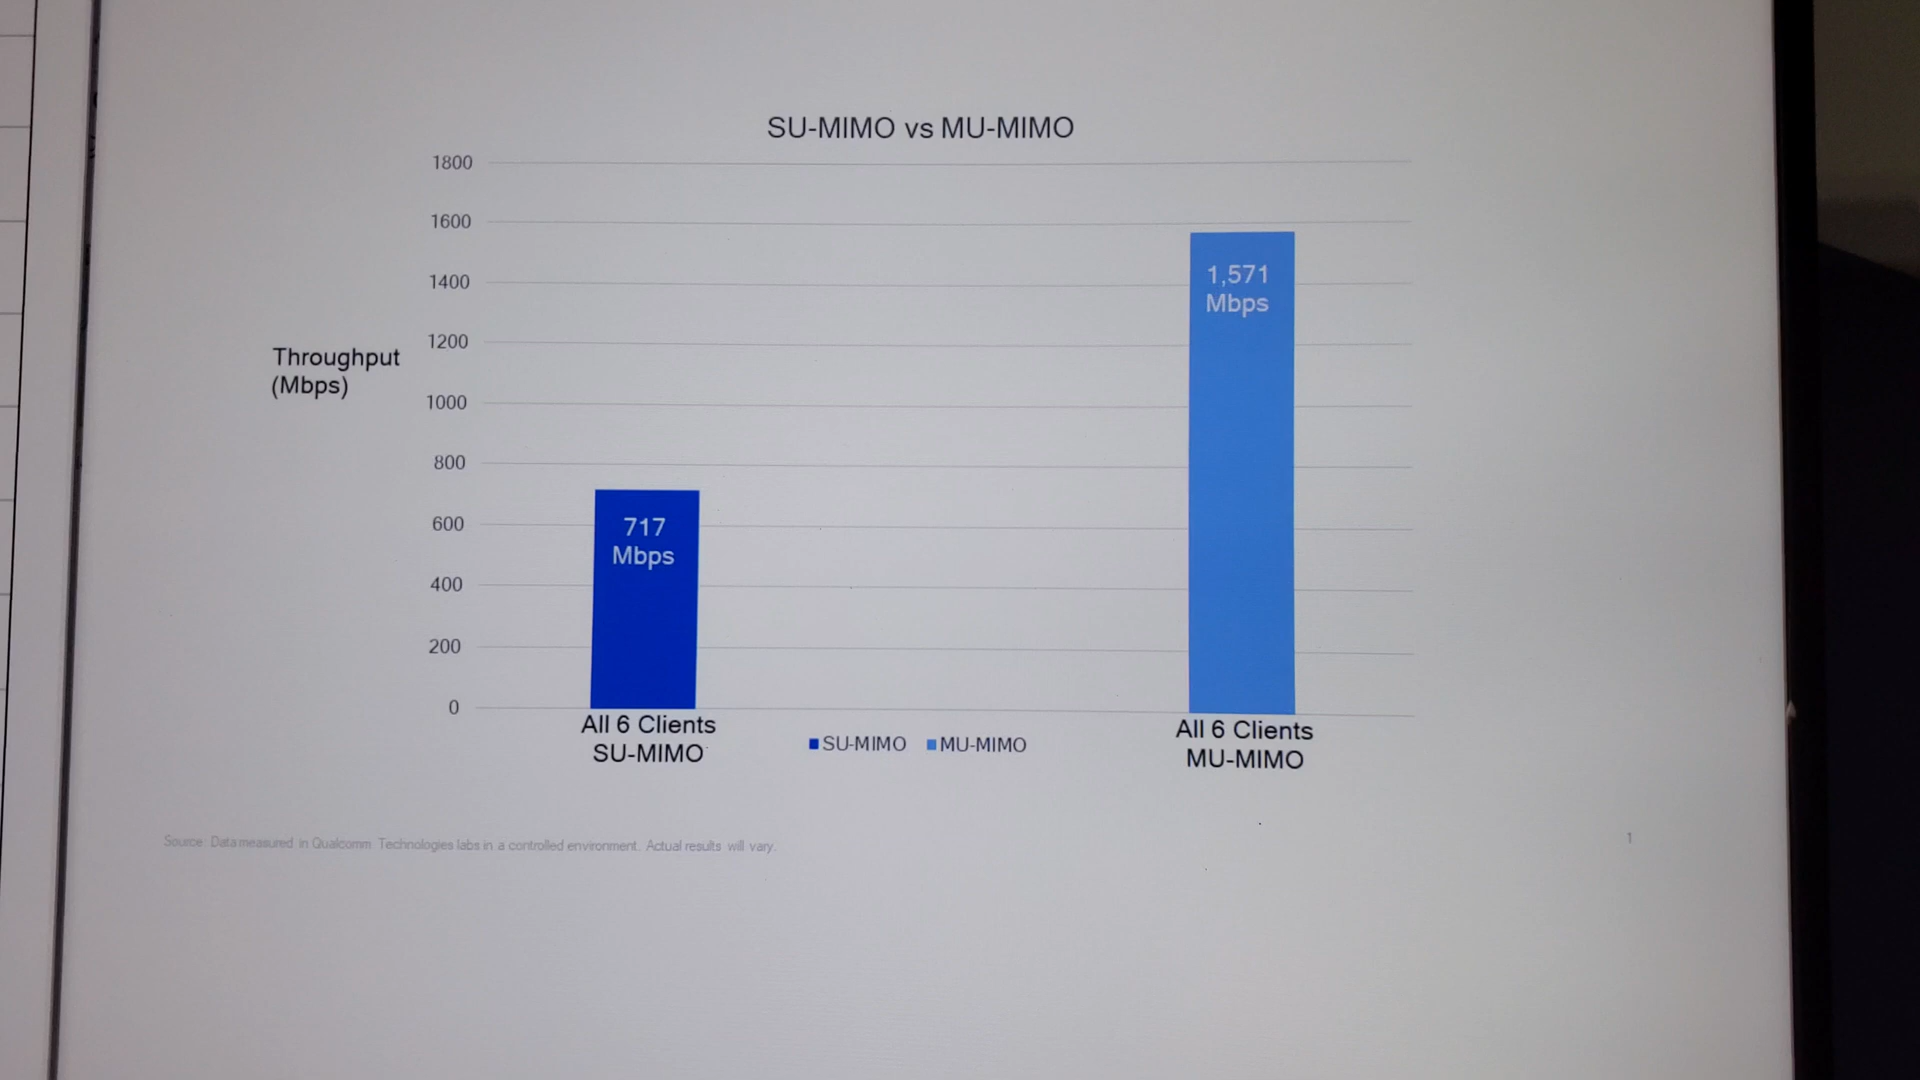 SU-MIMO vs MU-MIMO
1800
1600
1400
1200
1000
800
600
400
200
0
Throughput
(Mbps)
717
Mbps
1,571
Mbps
All 6 Clients
SU-MIMO
SU-MIMO MU-MIMO
All 6 Clients
MU-MIMO
Source: Data measured in Qualcomm Technologies labs in a controlled environment. Actual results will vary.
1